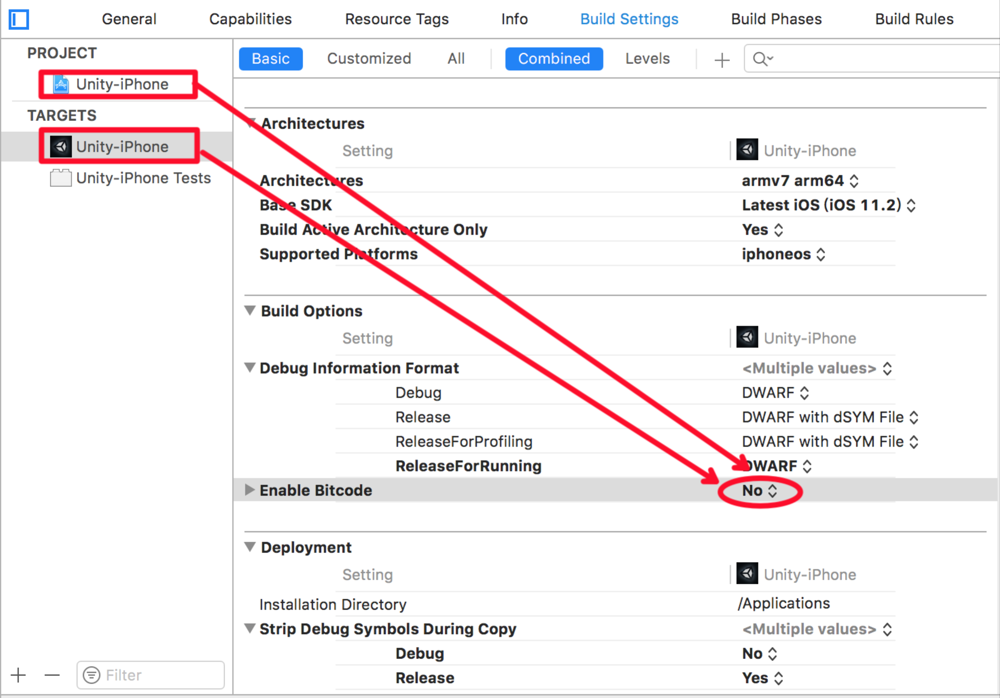 General Capabilities Resource Tags Info Build Settings Build Phases Build Rules
PROJECT
Unity-iPhone
TARGETS
Unity-iPhone
Unity-iPhone Tests
Filter
Basic Customized All Combined Levels
Architectures
Setting Unity-iPhone
Architectures armv7 arm64
Base SDK Latest iOS (iOS 11.2)
Build Active Architecture Only Yes
Supported Platforms iphoneos
Build Options
Setting Unity-iPhone
Debug Information Format <Multiple values>
Debug DWARF
Release DWARF with dSYM File
ReleaseForProfiling DWARF with dSYM File
ReleaseForRunning DWARF
Enable Bitcode No
Deployment
Setting Unity-iPhone
Installation Directory /Applications
Strip Debug Symbols During Copy <Multiple values>
Debug No
Release Yes